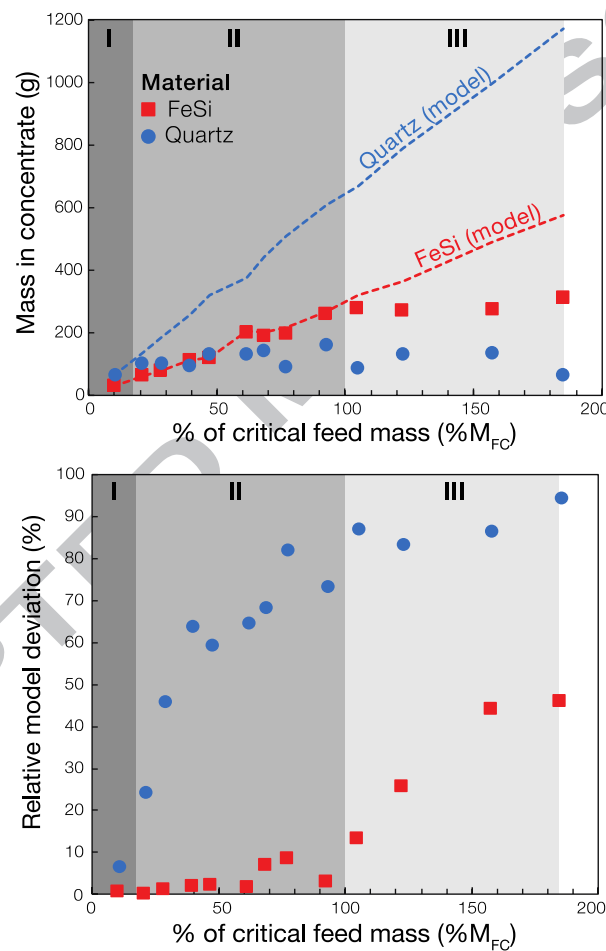 1200
1000
800
600
400
200
0
Mass in concentrate (g)
I
II
III
Material
FeSi
Quartz
Quartz (model)
FeSi (model)
0
50
100
150
200
% of critical feed mass (%M_FC)
100
90
80
70
60
50
40
30
20
10
0
Relative model deviation (%)
I
II
III
0
50
100
150
200
% of critical feed mass (%M_FC)